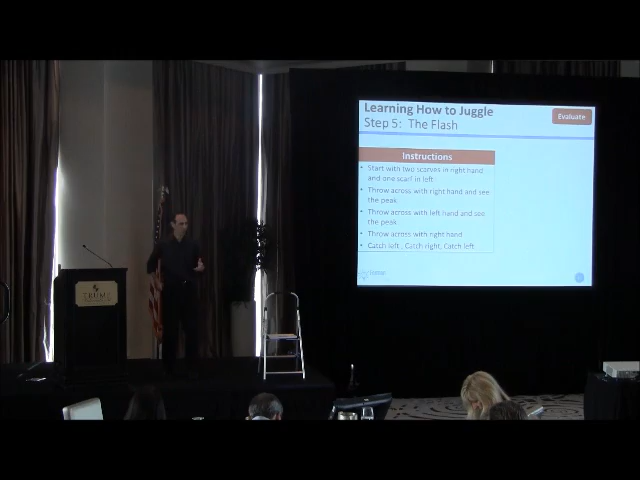 Learning How to Juggle
Step 5: The Flash
Evaluate
Instructions
• Start with two scarves in right hand
and one scarf in left
• Throw across with right hand and see
the peak
• Throw across with left hand and see
the peak
• Throw across with right hand
• Catch left, Catch right, Catch left
TRUMP